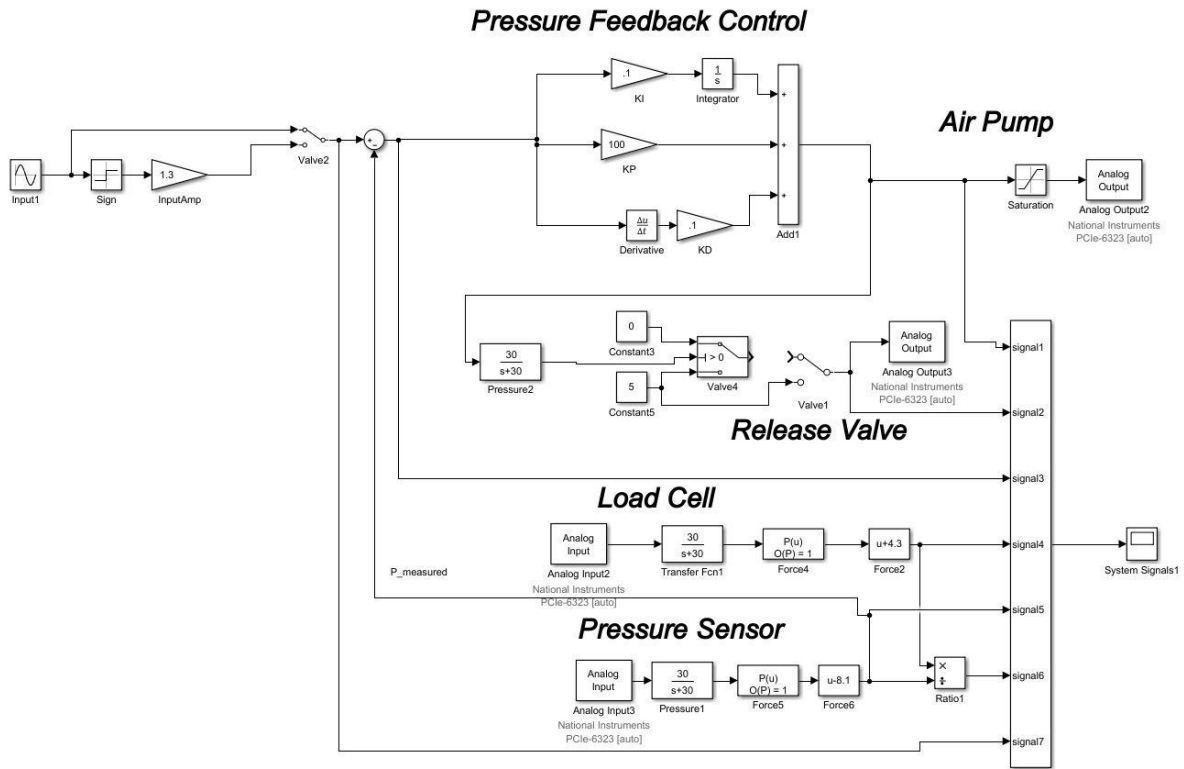 Pressure Feedback Control
.1
KI
1
s
Integrator
+
Air Pump
Valve2
+
−
100
KP
+
Input1
Sign
1.3
InputAmp
Saturation
Analog
Output
Analog Output2
National Instruments
PCIe-6323 [auto]
Δu
Δt
Derivative
.1
KD
+
Add1
30
s+30
Pressure2
0
Constant3
5
Constant5
> 0
Valve4
Valve1
Analog
Output
Analog Output3
National Instruments
PCIe-6323 [auto]
Release Valve
signal1
signal2
signal3
signal4
signal5
signal6
signal7
System Signals1
Load Cell
Analog
Input
Analog Input2
National Instruments
PCIe-6323 [auto]
30
s+30
Transfer Fcn1
P(u)
O(P) = 1
Force4
u+4.3
Force2
P_measured
Pressure Sensor
Analog
Input
Analog Input3
National Instruments
PCIe-6323 [auto]
30
s+30
Pressure1
P(u)
O(P) = 1
Force5
u-8.1
Force6
×
÷
Ratio1